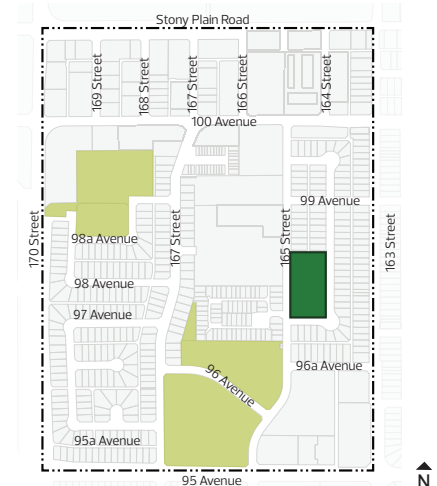 Stony Plain Road
169 Street
168 Street
167 Street
166 Street
164 Street
100 Avenue
99 Avenue
170 Street
98a Avenue
167 Street
165 Street
163 Street
98 Avenue
97 Avenue
96 Avenue
96a Avenue
95a Avenue
95 Avenue
N